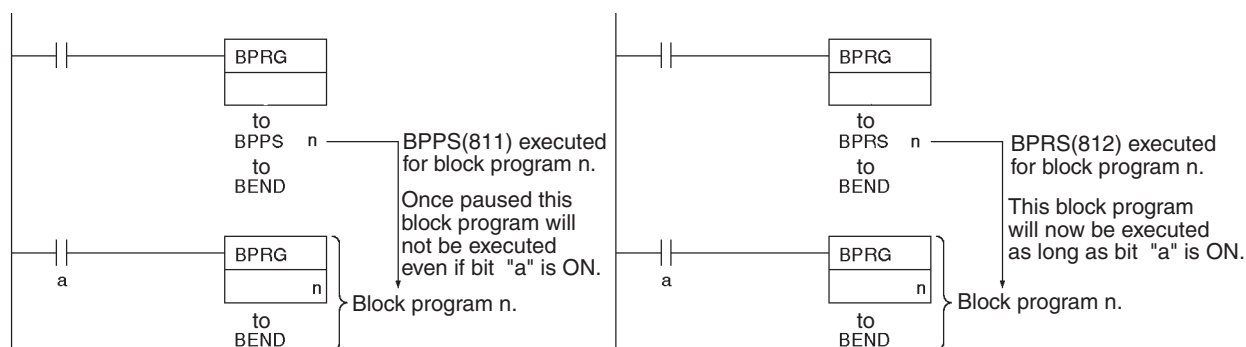 BPRG
to
BPPS n
to
BEND
BPPS(811) executed
for block program n.
Once paused this
block program will
not be executed
even if bit "a" is ON.
a
BPRG
n
Block program n.
to
BEND
BPRG
to
BPRS n
to
BEND
BPRS(812) executed
for block program n.
This block program
will now be executed
as long as bit "a" is ON.
a
BPRG
n
Block program n.
to
BEND